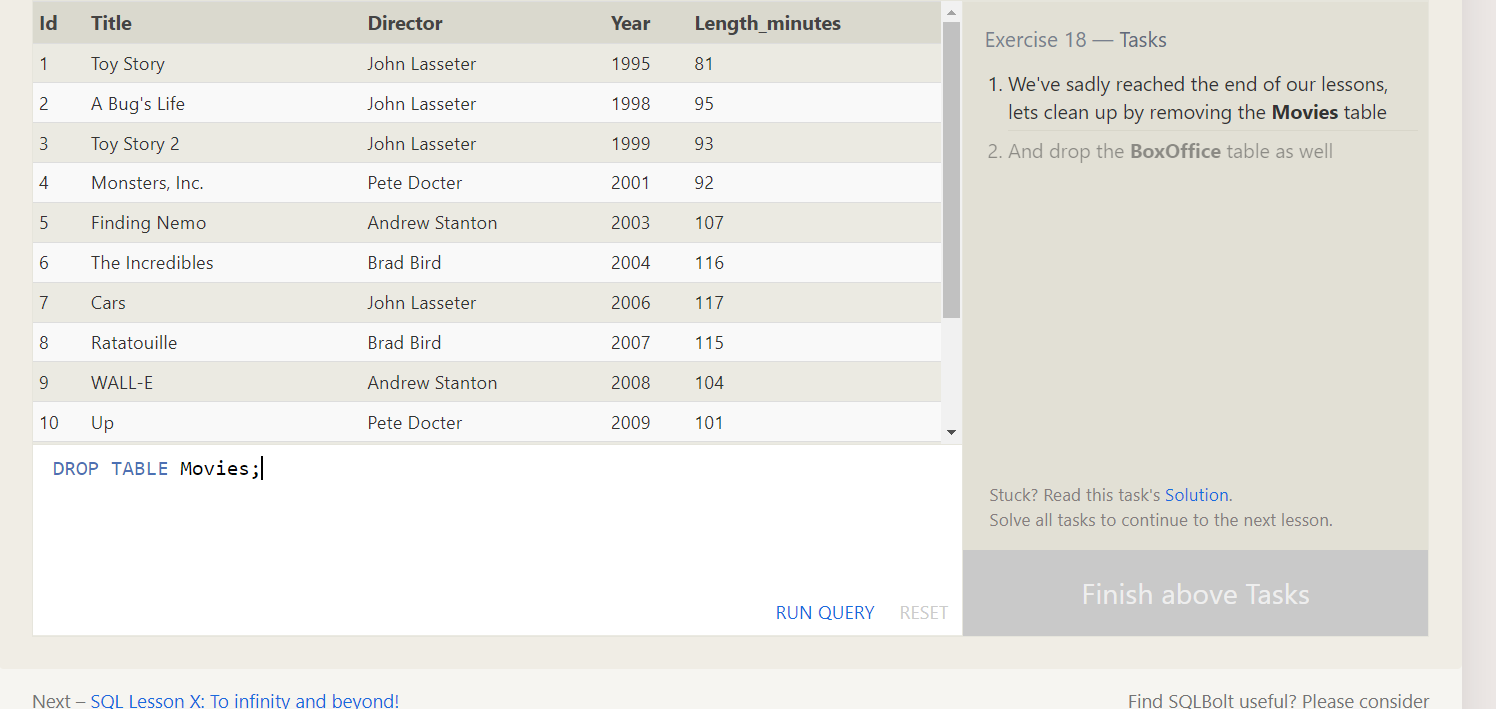 Id Title Director Year Length_minutes
1 Toy Story John Lasseter 1995 81
2 A Bug's Life John Lasseter 1998 95
3 Toy Story 2 John Lasseter 1999 93
4 Monsters, Inc. Pete Docter 2001 92
5 Finding Nemo Andrew Stanton 2003 107
6 The Incredibles Brad Bird 2004 116
7 Cars John Lasseter 2006 117
8 Ratatouille Brad Bird 2007 115
9 WALL-E Andrew Stanton 2008 104
10 Up Pete Docter 2009 101
DROP TABLE Movies;
RUN QUERY RESET
Exercise 18 — Tasks
1. We've sadly reached the end of our lessons,
lets clean up by removing the Movies table
2. And drop the BoxOffice table as well
Stuck? Read this task's Solution.
Solve all tasks to continue to the next lesson.
Finish above Tasks
Next – SQL Lesson X: To infinity and beyond!
Find SQLBolt useful? Please consider